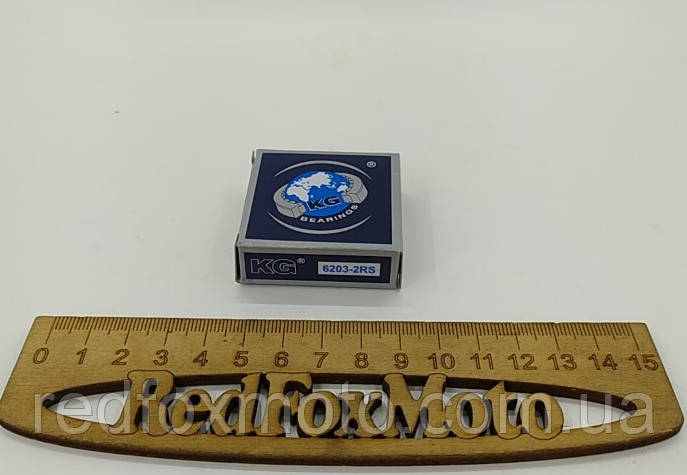 ®
KG
BEARINGS
KG® 6203-2RS
0 1 2 3 4 5 6 7 8 9 10 11 12 13 14 15
RedFoxMoto
redfoxmoto.com.ua